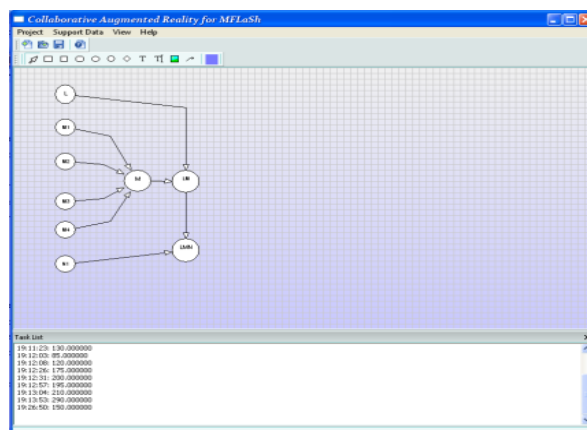 Collaborative Augmented Reality for MFLaSh
Project Support Data View Help
T T
L
M1
M2
M
LM
M3
M4
LMN
N1
Task List
19:11:23: 130.000000
19:12:03: 85.000000
19:12:08: 120.000000
19:12:26: 175.000000
19:12:31: 200.000000
19:12:57: 195.000000
19:13:04: 210.000000
19:13:53: 290.000000
19:26:50: 150.000000